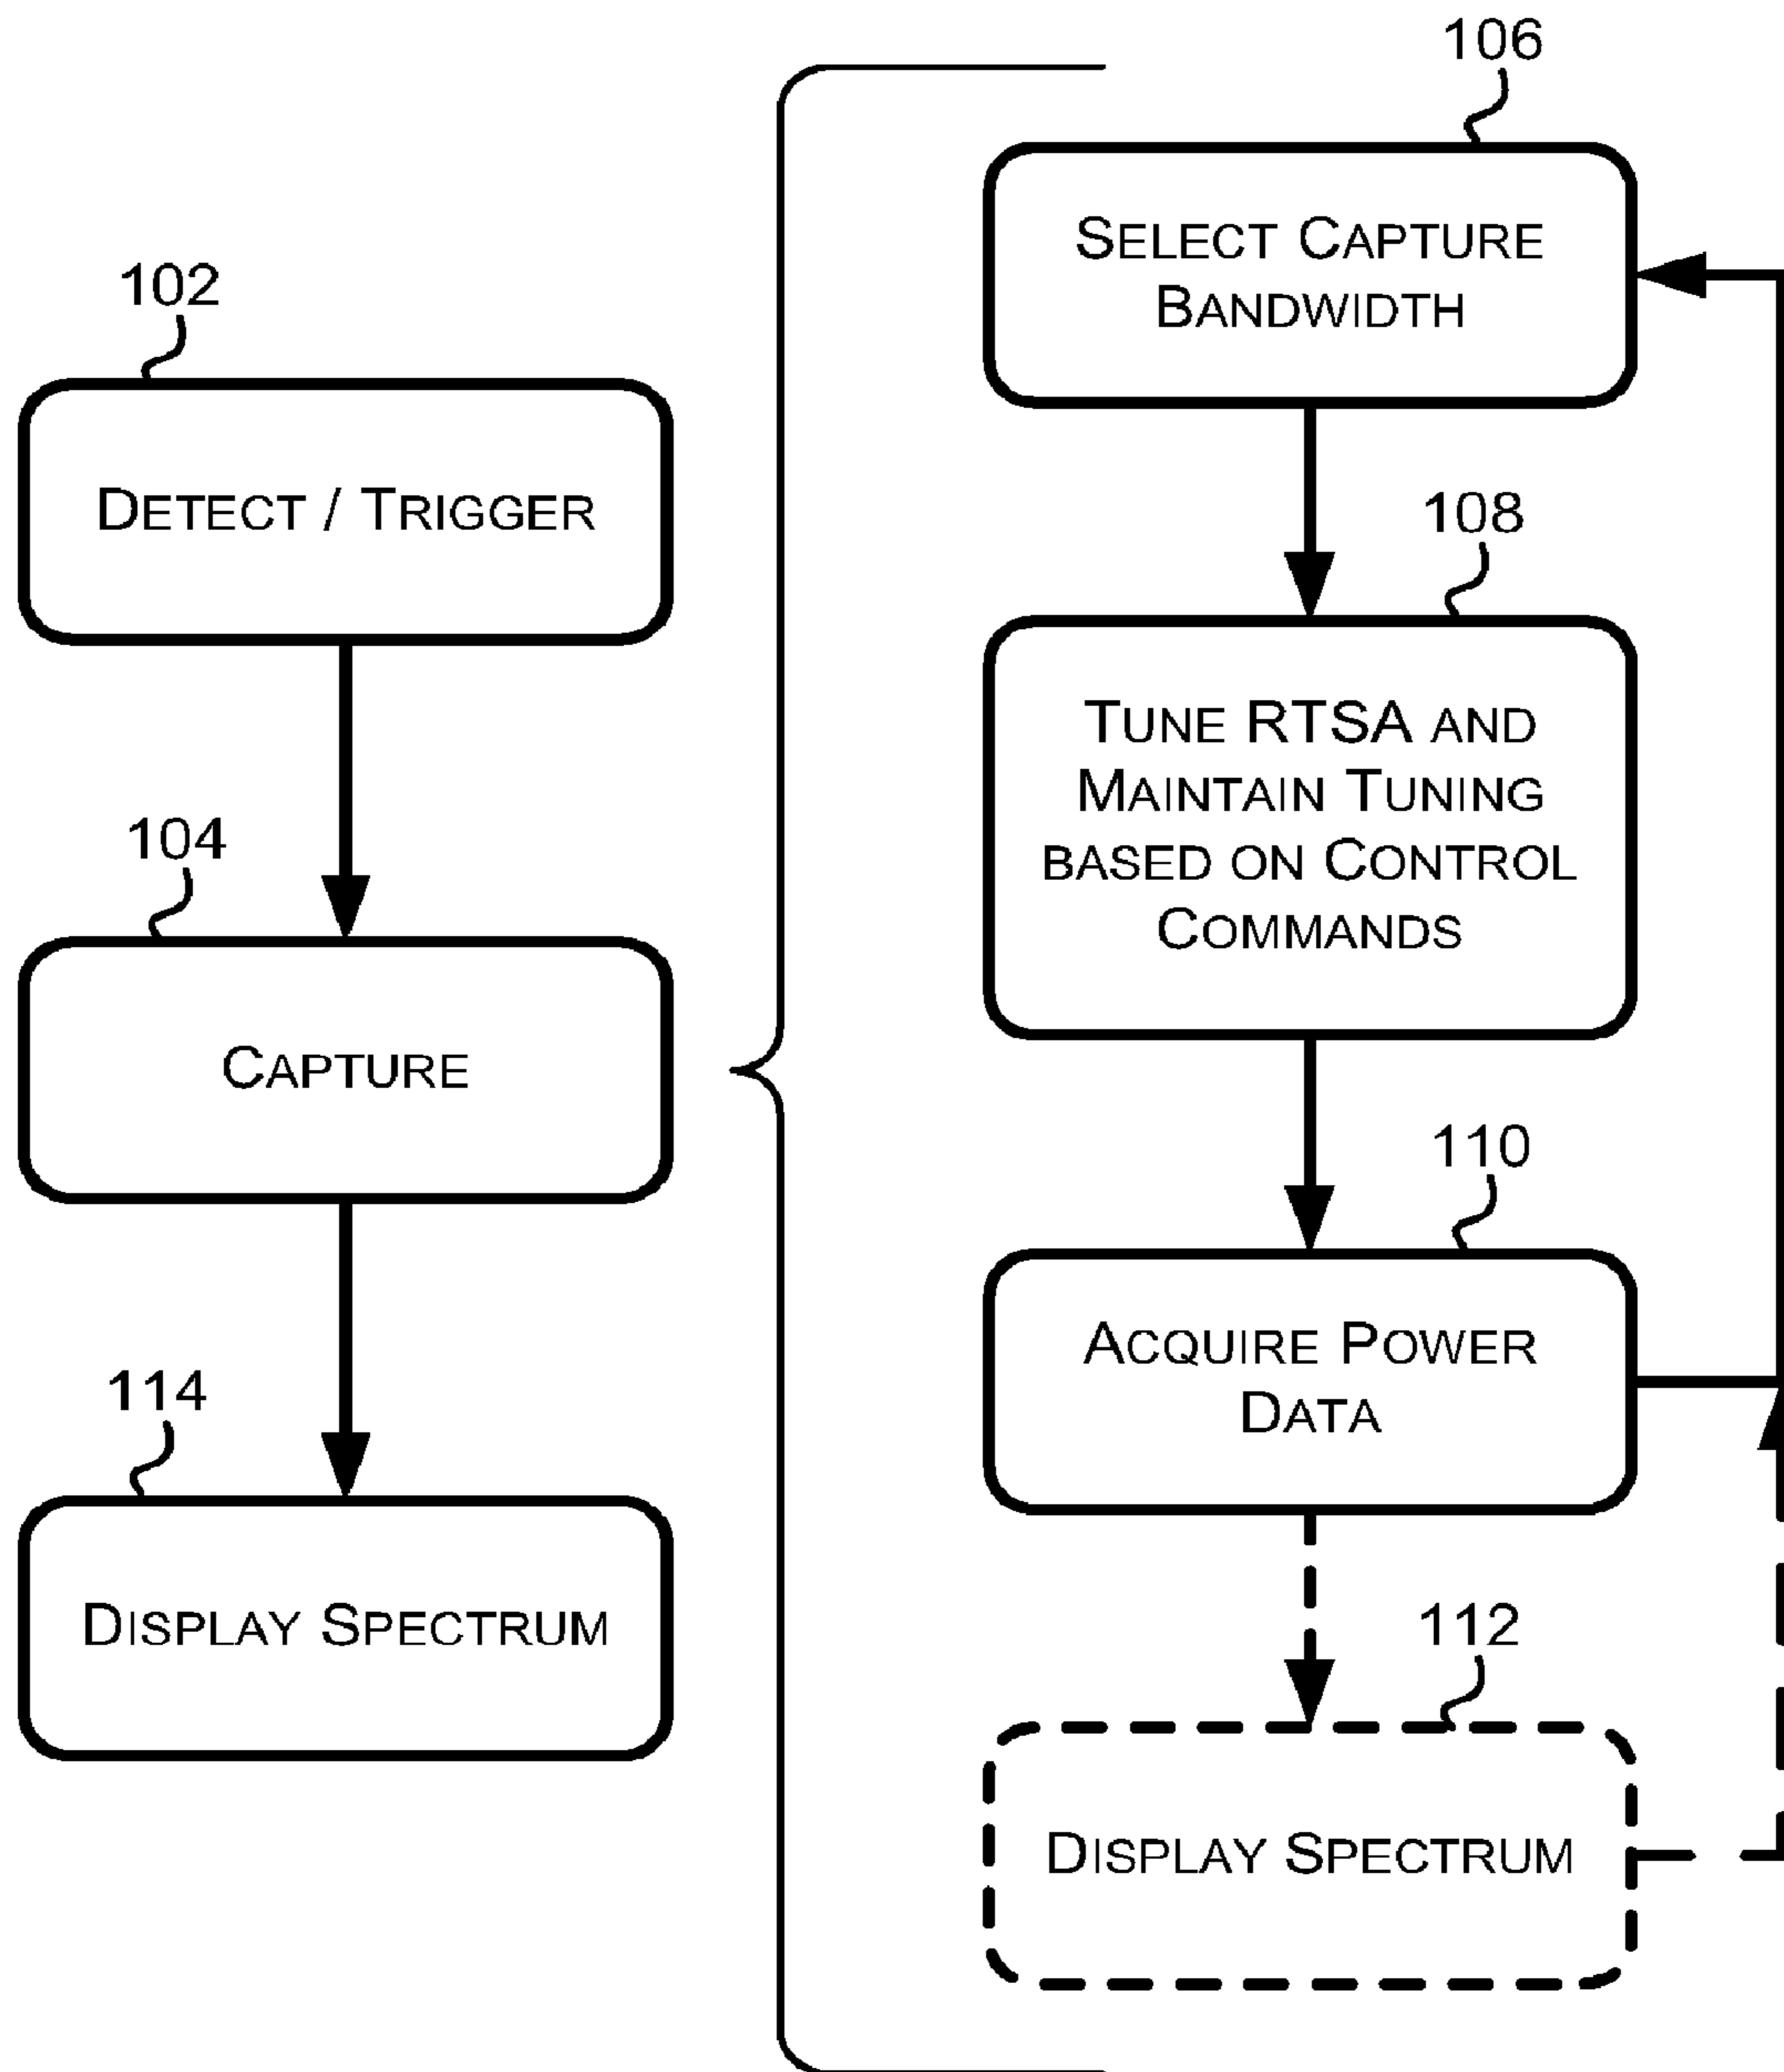 102
DETECT / TRIGGER
104
CAPTURE
114
DISPLAY SPECTRUM
106
SELECT CAPTURE
BANDWIDTH
108
TUNE RTSA AND
MAINTAIN TUNING
BASED ON CONTROL
COMMANDS
110
ACQUIRE POWER
DATA
112
DISPLAY SPECTRUM